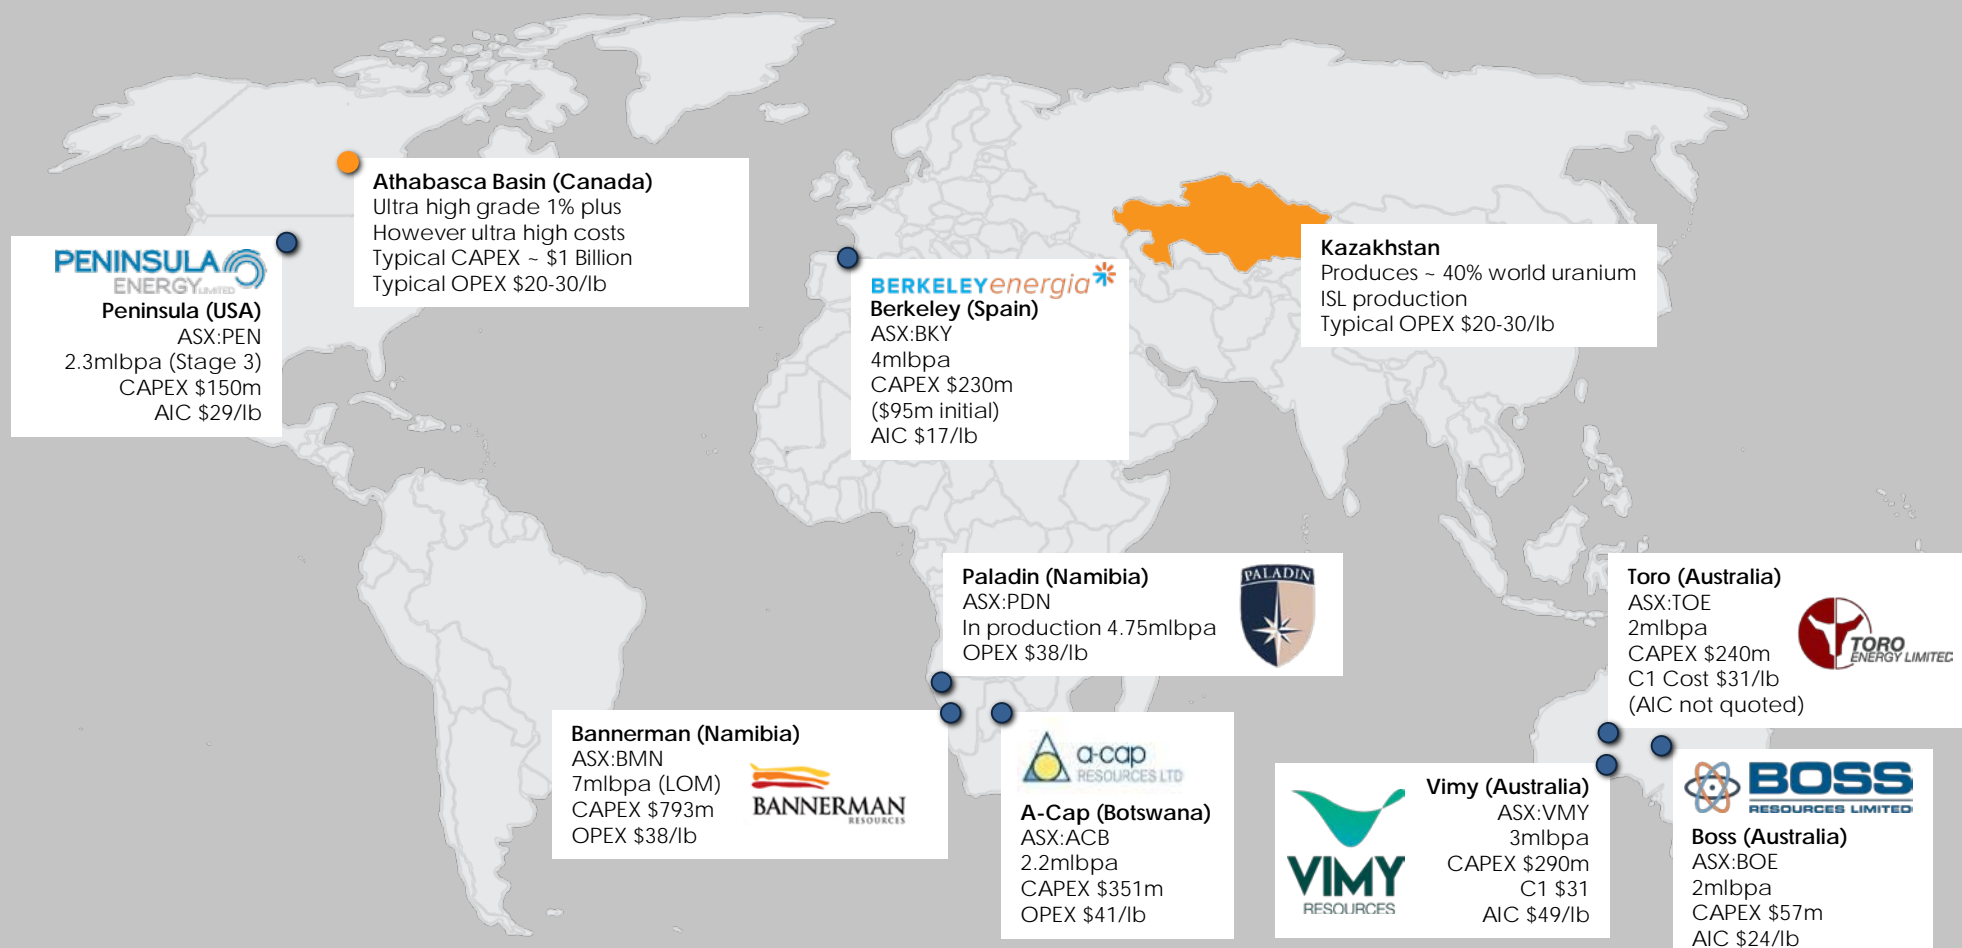 Athabasca Basin (Canada)
Ultra high grade 1% plus
However ultra high costs
Typical CAPEX ~ $1 Billion
Typical OPEX $20-30/lb
PENINSULA
ENERGY LIMITED
Peninsula (USA)
ASX:PEN
2.3mlbpa (Stage 3)
CAPEX $150m
AIC $29/lb
BERKELEYenergia
Berkeley (Spain)
ASX:BKY
4mlbpa
CAPEX $230m
($95m initial)
AIC $17/lb
Kazakhstan
Produces ~ 40% world uranium
ISL production
Typical OPEX $20-30/lb
Paladin (Namibia)
ASX:PDN
In production 4.75mlbpa
OPEX $38/lb
PALADIN
Toro (Australia)
ASX:TOE
2mlbpa
CAPEX $240m
C1 Cost $31/lb
(AIC not quoted)
TORO
ENERGY LIMITED
Bannerman (Namibia)
ASX:BMN
7mlbpa (LOM)
CAPEX $793m
OPEX $38/lb
BANNERMAN
RESOURCES
a-cap
RESOURCES LTD
A-Cap (Botswana)
ASX:ACB
2.2mlbpa
CAPEX $351m
OPEX $41/lb
VIMY
RESOURCES
Vimy (Australia)
ASX:VMY
3mlbpa
CAPEX $290m
C1 $31
AIC $49/lb
BOSS
RESOURCES LIMITED
Boss (Australia)
ASX:BOE
2mlbpa
CAPEX $57m
AIC $24/lb